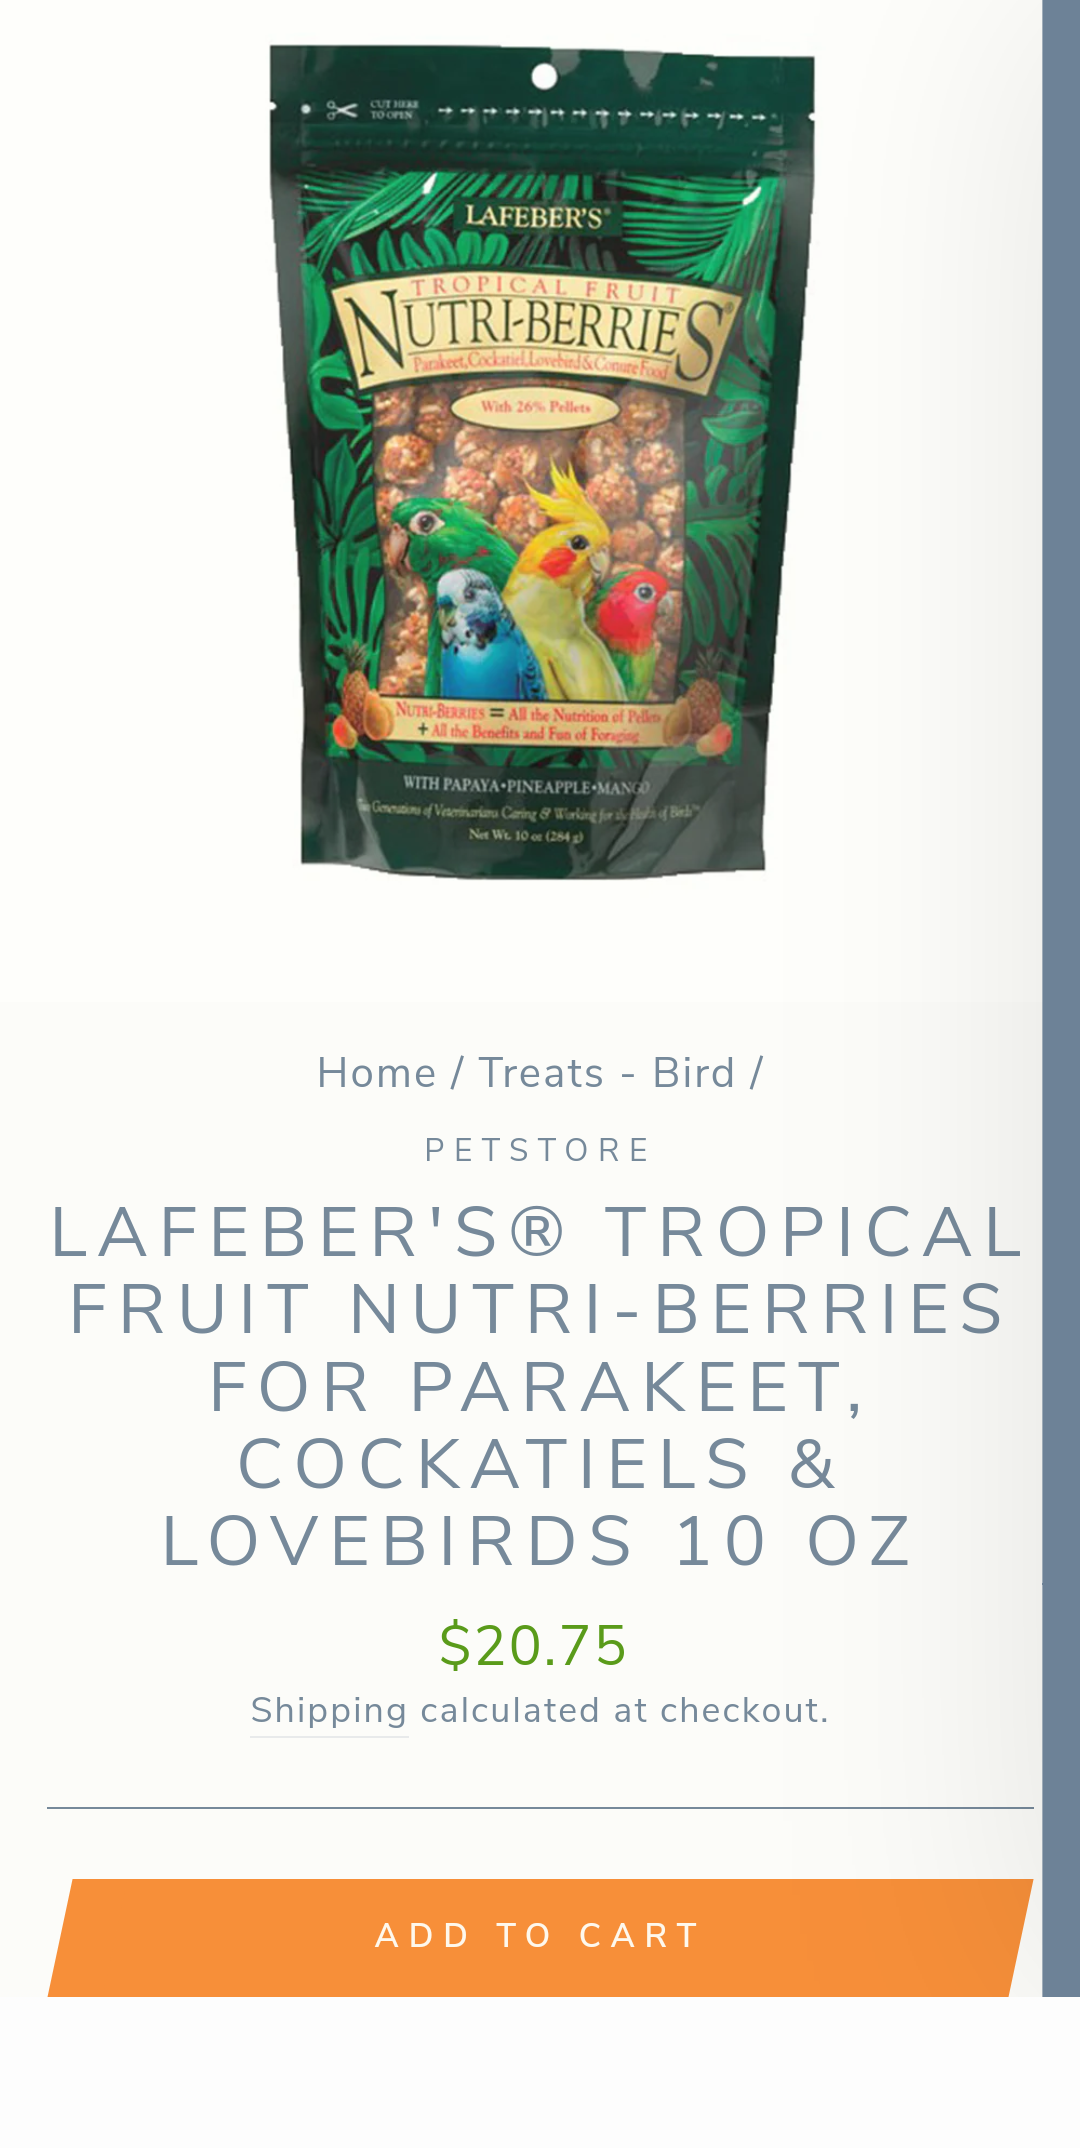 CUT HERE
TO OPEN
LAFEBER'S®
TROPICAL FRUIT
NUTRI-BERRIES®
Parakeet, Cockatiel, Lovebird & Conure Food
With 26% Pellets
NUTRI-BERRIES = All the Nutrition of Pellets
+ All the Benefits and Fun of Foraging
WITH PAPAYA•PINEAPPLE•MANGO
Two Generations of Veterinarians Caring & Working for the Health of Birds™
Net Wt. 10 oz (284 g)
Home / Treats - Bird /
PETSTORE
LAFEBER'S® TROPICAL
FRUIT NUTRI-BERRIES
FOR PARAKEET,
COCKATIELS &
LOVEBIRDS 10 OZ
$20.75
Shipping calculated at checkout.
ADD TO CART